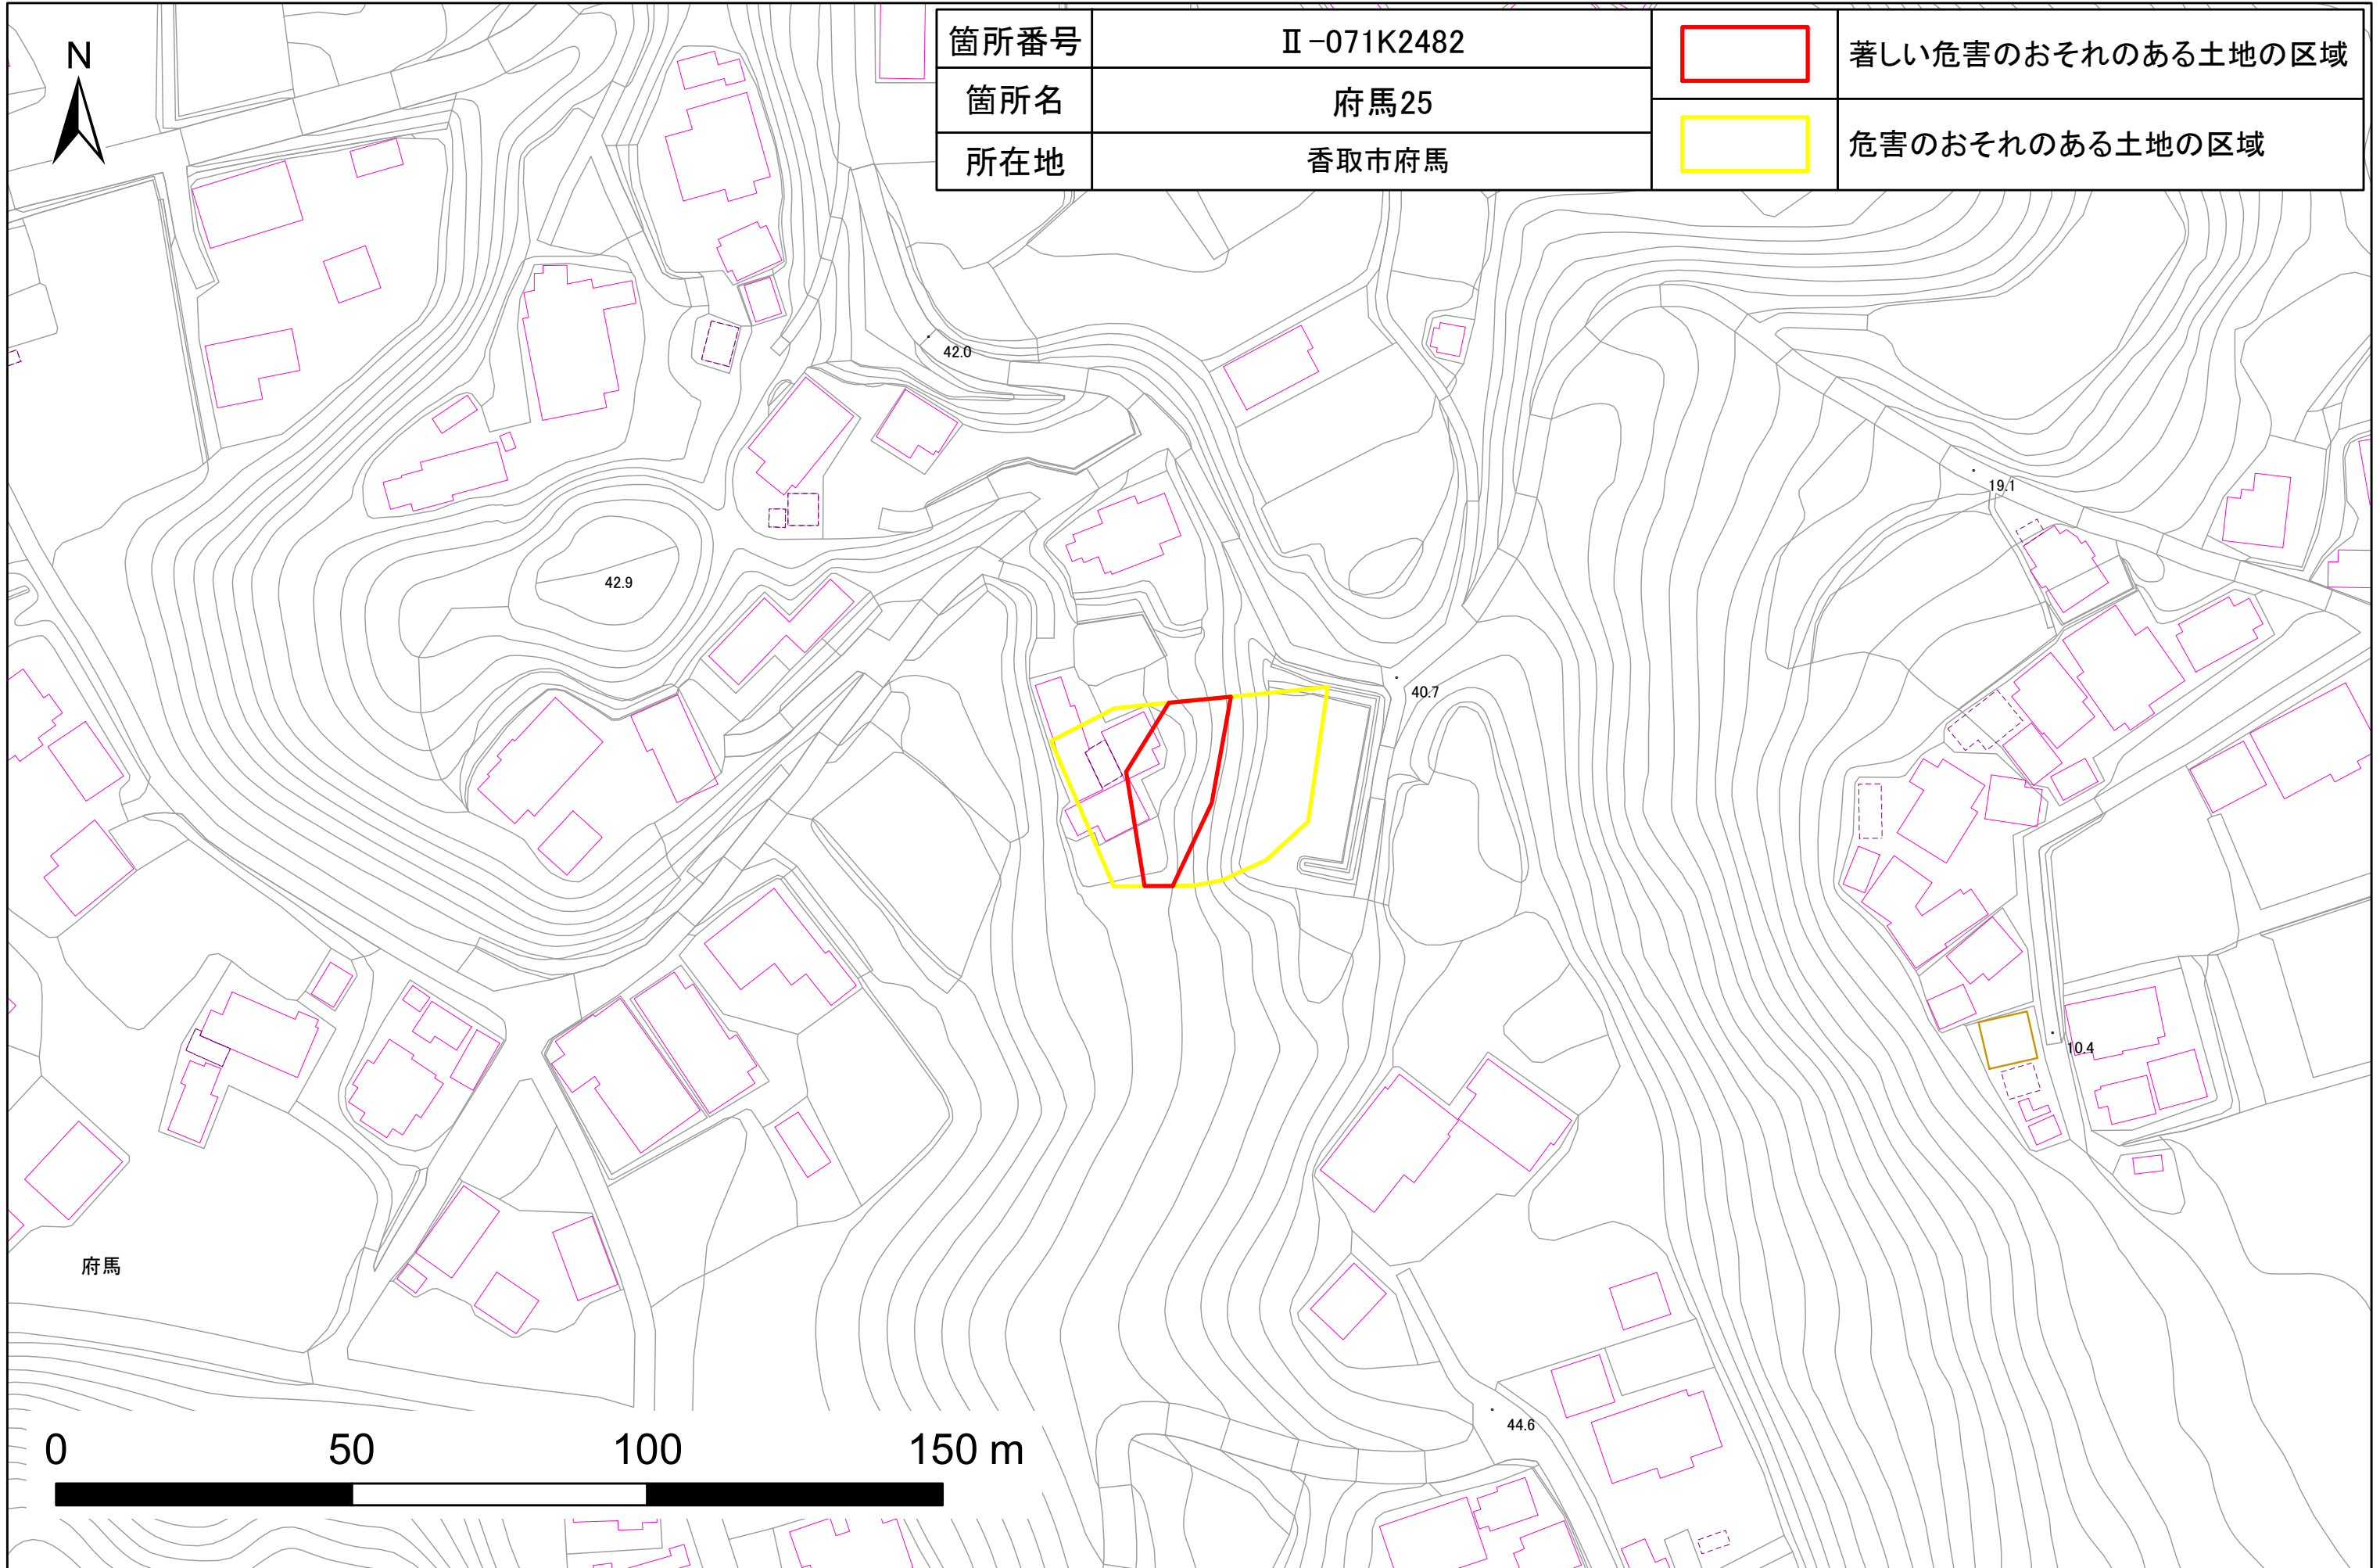 N
箇所番号 Ⅱ-071K2482
箇所名 府馬25
所在地 香取市府馬
著しい危害のおそれのある土地の区域
危害のおそれのある土地の区域
42.0
19.1
42.9
40.7
10.4
府馬
44.6
0 50 100 150 m